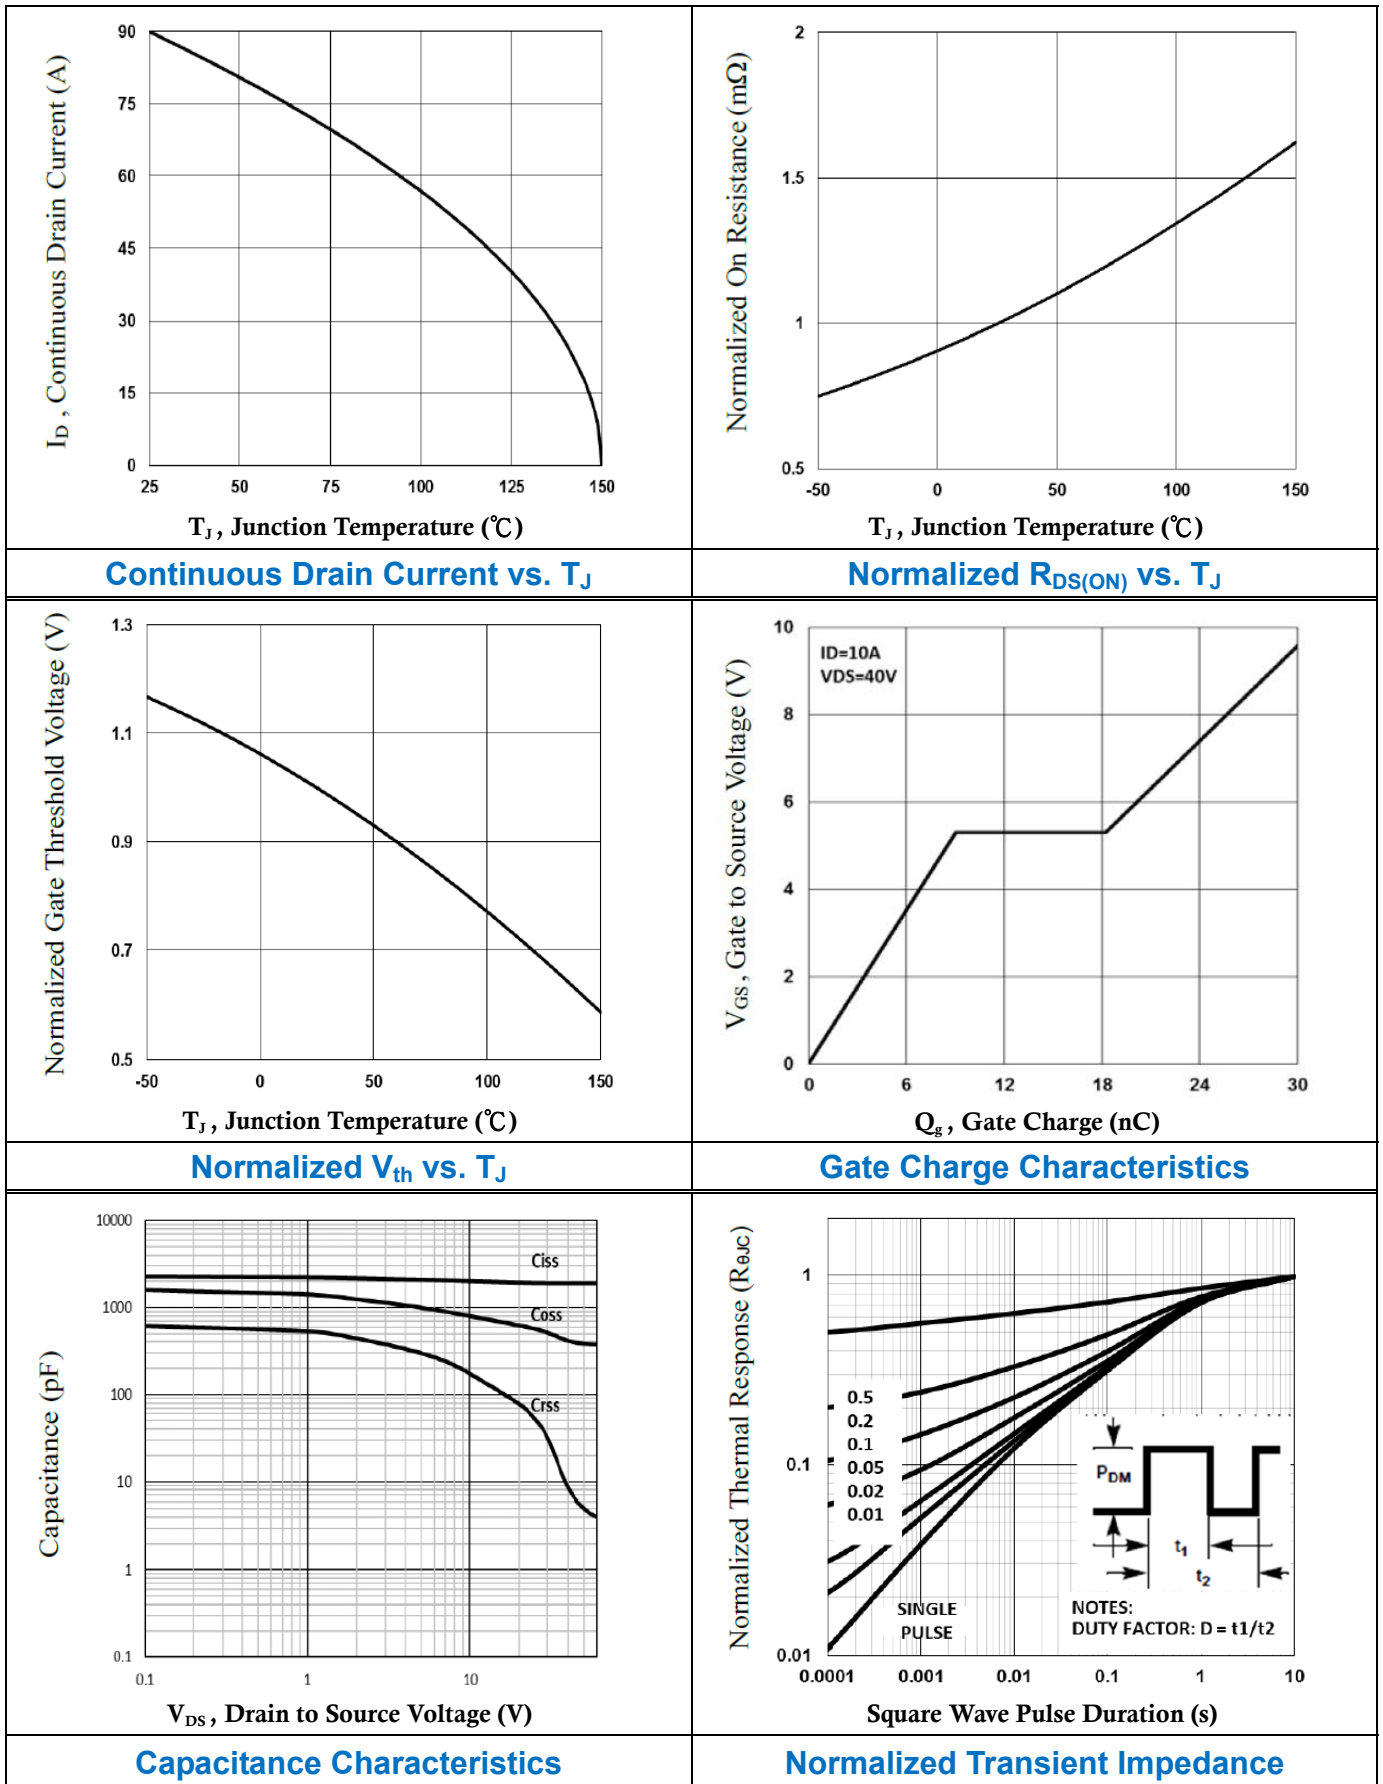 I_D , Continuous Drain Current (A)
90
75
60
45
30
15
0
25 50 75 100 125 150
T_J , Junction Temperature (℃)
Continuous Drain Current vs. T_J
Normalized On Resistance (mΩ)
2
1.5
1
0.5
-50 0 50 100 150
T_J , Junction Temperature (℃)
Normalized R_DS(ON) vs. T_J
Normalized Gate Threshold Voltage (V)
1.3
1.1
0.9
0.7
0.5
-50 0 50 100 150
T_J , Junction Temperature (℃)
Normalized V_th vs. T_J
V_GS , Gate to Source Voltage (V)
10
8
6
4
2
0
ID=10A
VDS=40V
0 6 12 18 24 30
Q_g , Gate Charge (nC)
Gate Charge Characteristics
Capacitance (pF)
10000
1000
100
10
1
0.1
Ciss
Coss
Crss
0.1 1 10
V_DS , Drain to Source Voltage (V)
Capacitance Characteristics
Normalized Thermal Response (R_θJC)
1
0.1
0.01
0.5
0.2
0.1
0.05
0.02
0.01
SINGLE
PULSE
P_DM
t_1
t_2
NOTES:
DUTY FACTOR: D = t1/t2
0.0001 0.001 0.01 0.1 1 10
Square Wave Pulse Duration (s)
Normalized Transient Impedance